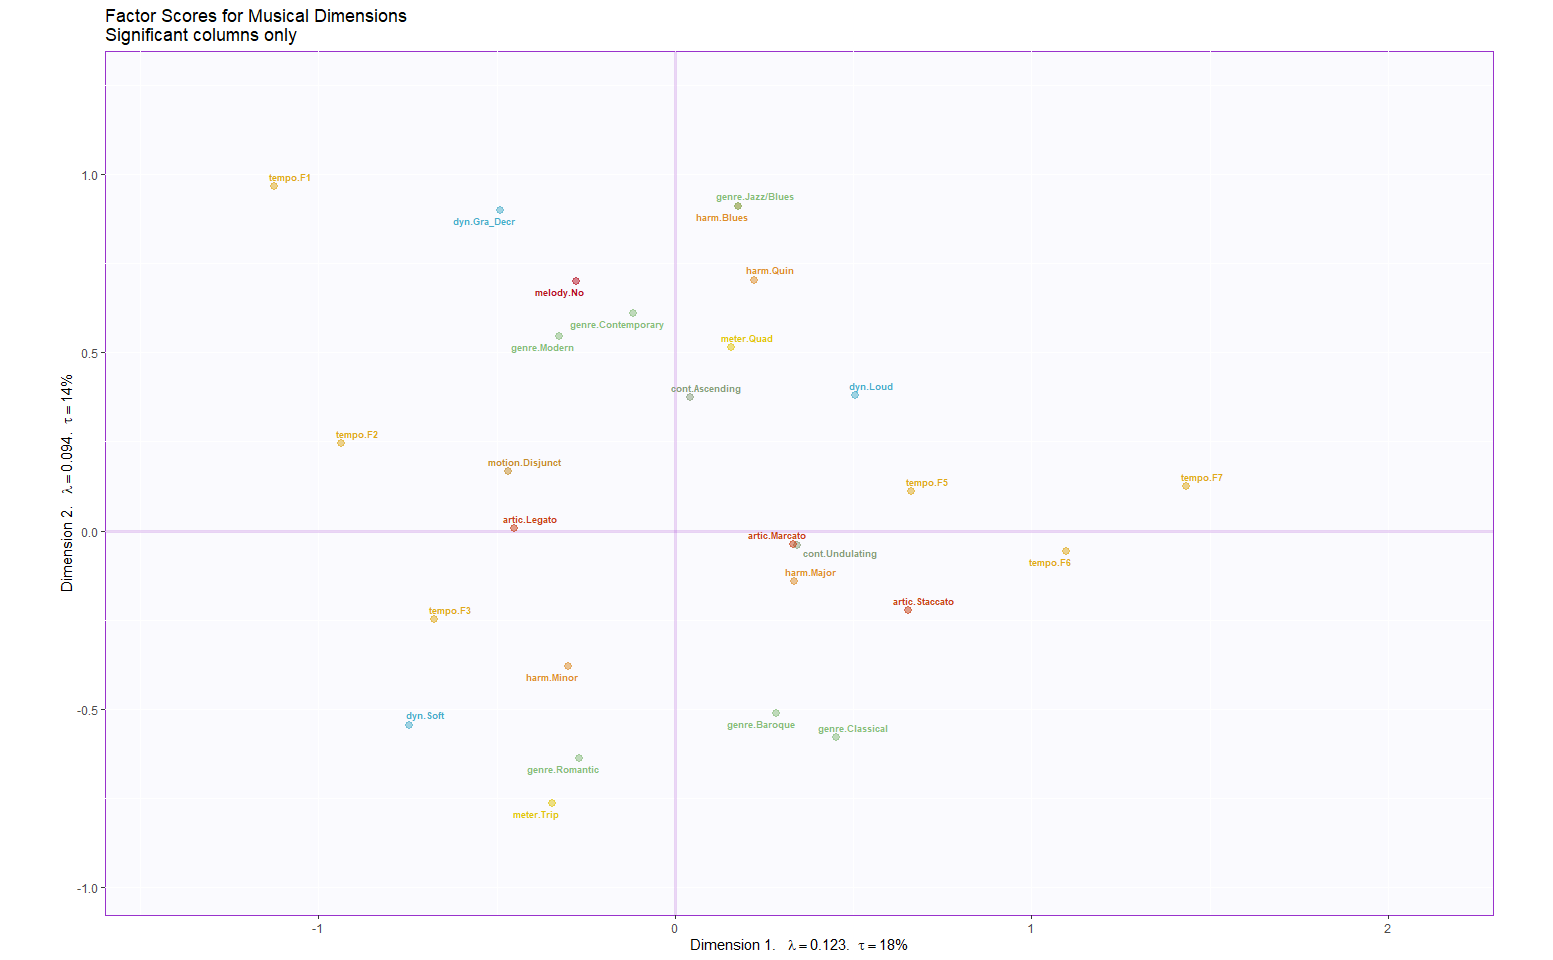 Factor Scores for Musical Dimensions
Significant columns only
1.0
0.5
0.0
-0.5
-1.0
Dimension 2. λ = 0.094. τ = 14%
tempo.F1
genre.Jazz/Blues
harm.Blues
dyn.Gra_Decr
harm.Quin
melody.No
genre.Contemporary
meter.Quad
genre.Modern
cont.Ascending
dyn.Loud
tempo.F2
motion.Disjunct
tempo.F7
tempo.F5
artic.Legato
artic.Marcato
cont.Undulating
tempo.F6
harm.Major
artic.Staccato
tempo.F3
harm.Minor
dyn.Soft
genre.Baroque
genre.Classical
genre.Romantic
meter.Trip
-1
0
1
2
Dimension 1. λ = 0.123. τ = 18%